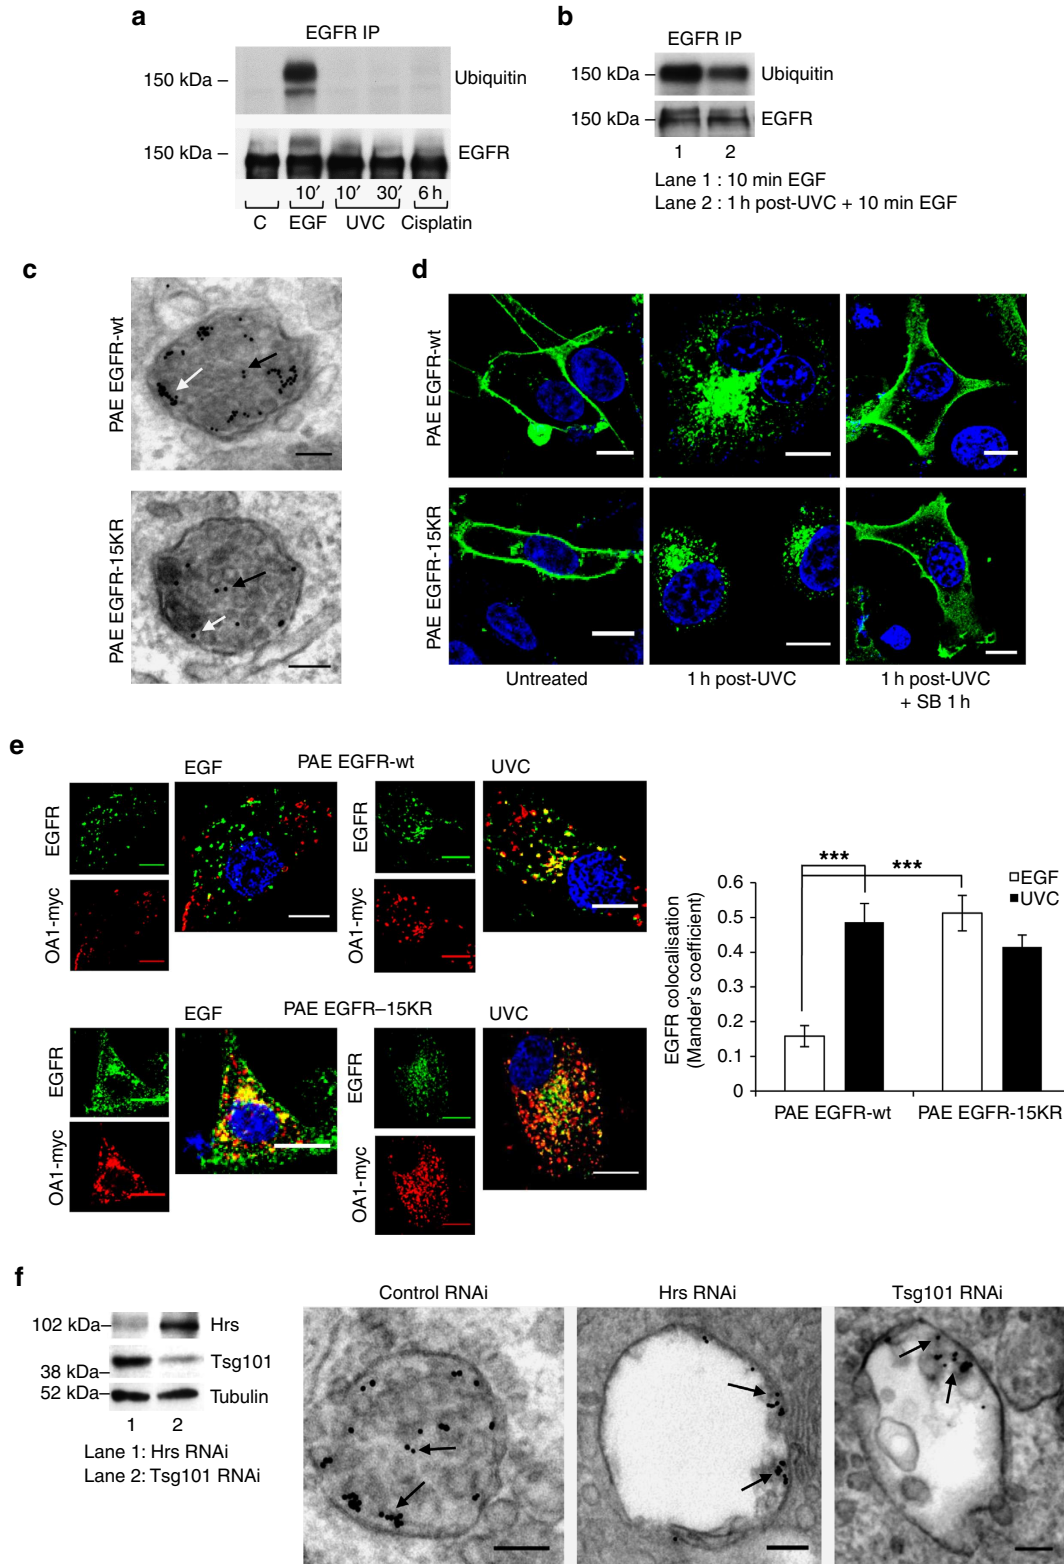 a
EGFR IP
150 kDa –
Ubiquitin
150 kDa –
EGFR
10′ 10′ 30′ 6 h
C EGF UVC Cisplatin
b
EGFR IP
150 kDa –
Ubiquitin
150 kDa –
EGFR
1 2
Lane 1 : 10 min EGF
Lane 2 : 1 h post-UVC + 10 min EGF
c
PAE EGFR-wt
PAE EGFR-15KR
d
PAE EGFR-wt
PAE EGFR-15KR
Untreated
1 h post-UVC
1 h post-UVC
+ SB 1 h
e
EGF
PAE EGFR-wt
UVC
EGFR
OA1-myc
EGFR
OA1-myc
EGF
PAE EGFR–15KR
UVC
EGFR
OA1-myc
EGFR
OA1-myc
EGFR colocalisation
(Mander's coefficient)
0.6
0.5
0.4
0.3
0.2
0.1
0
***
***
EGF
UVC
PAE EGFR-wt
PAE EGFR-15KR
f
102 kDa–
Hrs
Tsg101
38 kDa–
52 kDa–
Tubulin
1 2
Lane 1: Hrs RNAi
Lane 2: Tsg101 RNAi
Control RNAi
Hrs RNAi
Tsg101 RNAi